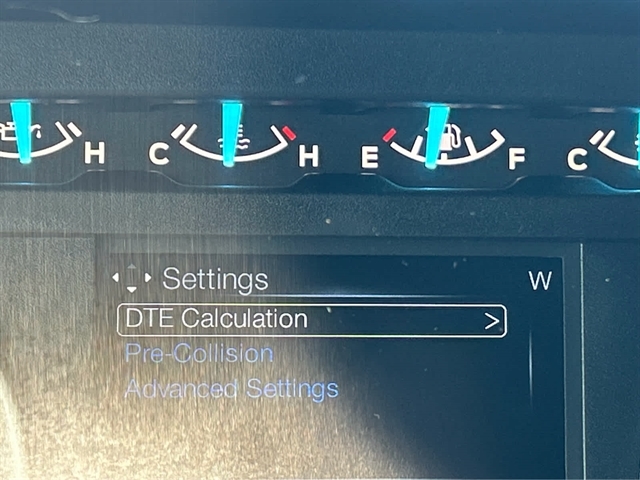 H C H E F C
Settings W
DTE Calculation >
Pre-Collision
Advanced Settings